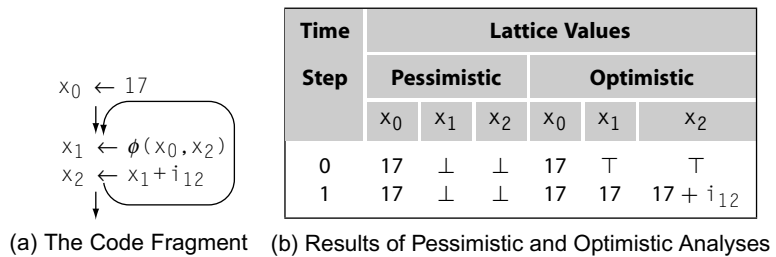 x0 ← 17
x1 ← ϕ(x0,x2)
x2 ← x1+i12
(a) The Code Fragment
Time Lattice Values
Step Pessimistic Optimistic
x0 x1 x2 x0 x1 x2
0 17 ⊥ ⊥ 17 ⊤ ⊤
1 17 ⊥ ⊥ 17 17 17 + i12
(b) Results of Pessimistic and Optimistic Analyses